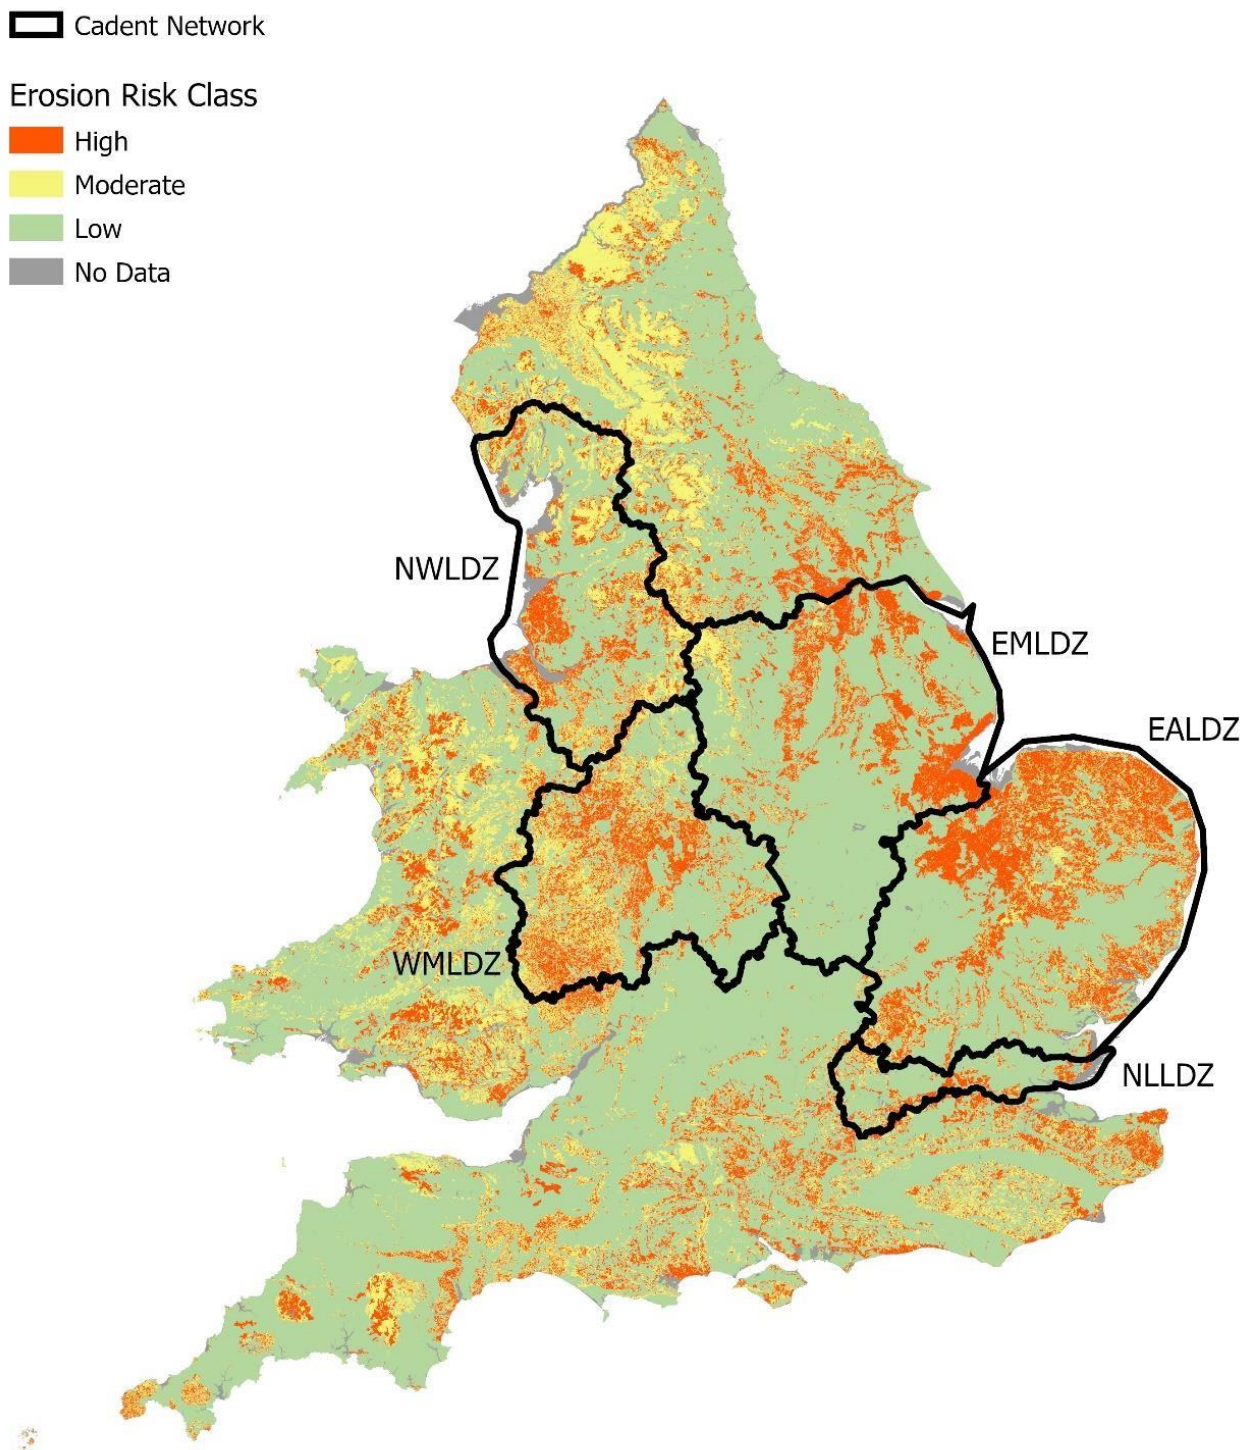 Cadent Network
Erosion Risk Class
High
Moderate
Low
No Data
NWLDZ
EMLDZ
EALDZ
WMLDZ
NLLDZ